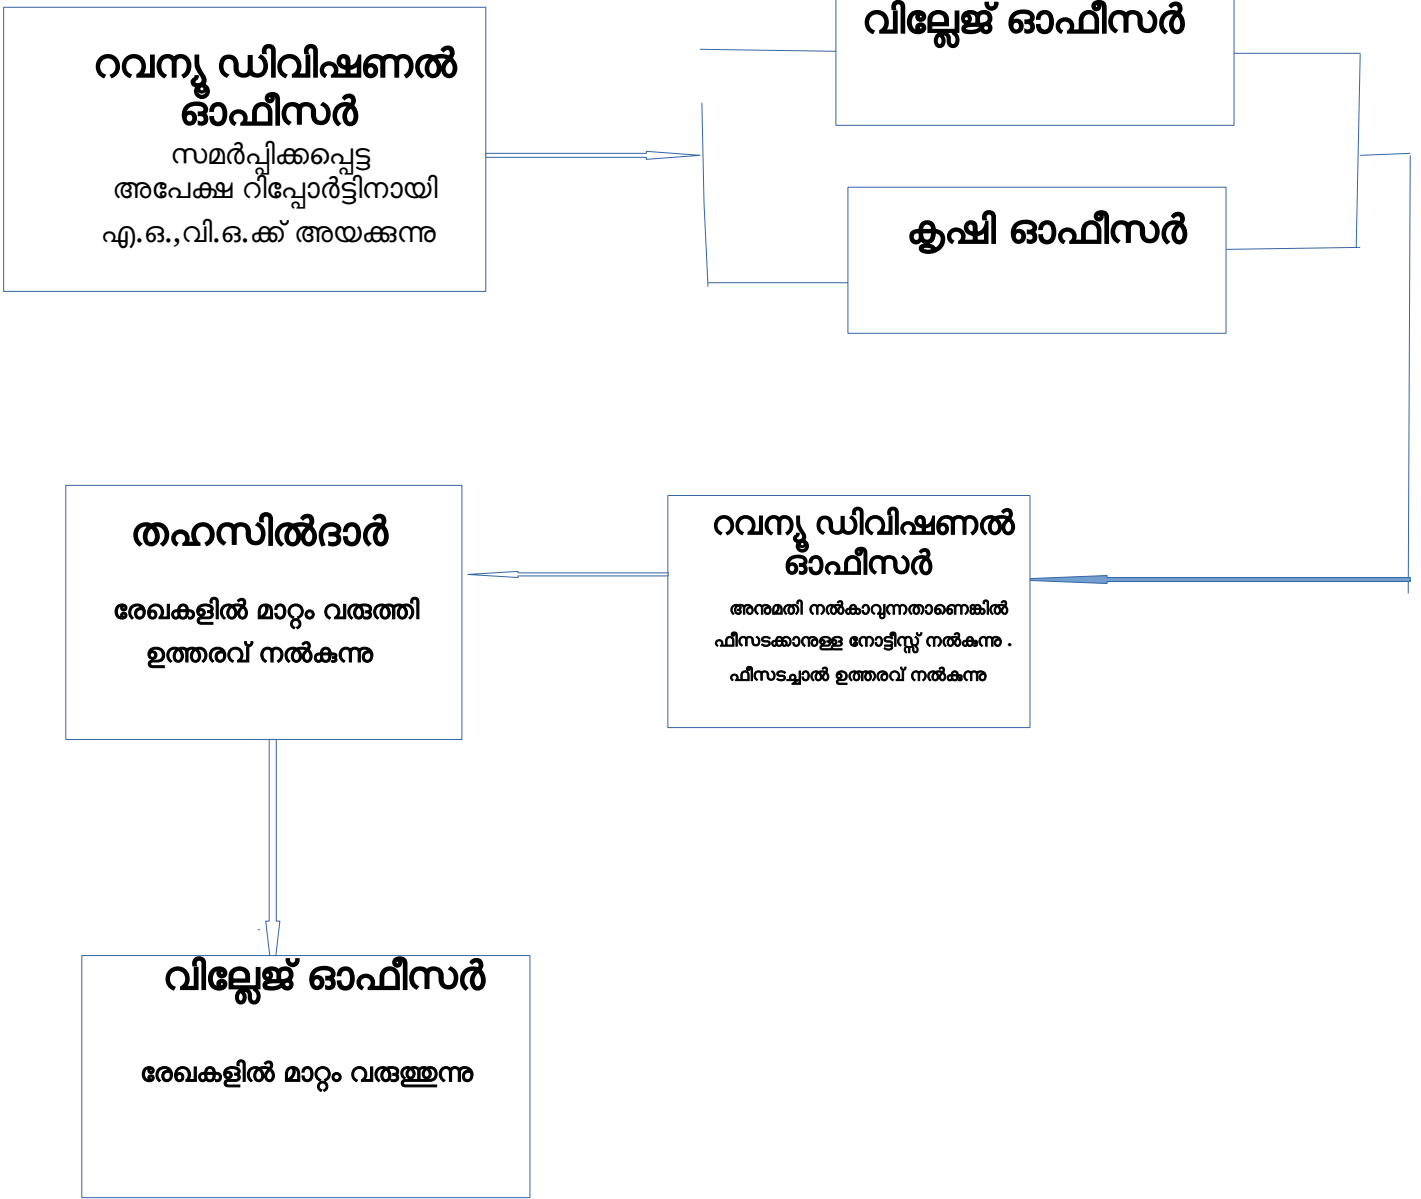 റവന്യൂ ഡിവിഷണൽ
ഓഫീസർ
സമർപ്പിക്കപ്പെട്ട
അപേക്ഷ റിപ്പോർട്ടിനായി
എ.ഒ.,വി.ഒ.ക്ക് അയക്കുന്നു
വില്ലേജ് ഓഫീസർ
കൃഷി ഓഫീസർ
റവന്യൂ ഡിവിഷണൽ
ഓഫീസർ
അനുമതി നൽകാവുന്നതാണെങ്കിൽ
ഫീസടക്കാനുള്ള നോട്ടീസ്സ് നൽകുന്നു .
ഫീസടച്ചാൽ ഉത്തരവ് നൽകുന്നു
തഹസിൽദാർ
രേഖകളിൽ മാറ്റം വരുത്തി
ഉത്തരവ് നൽകുന്നു
വില്ലേജ് ഓഫീസർ
രേഖകളിൽ മാറ്റം വരുത്തുന്നു